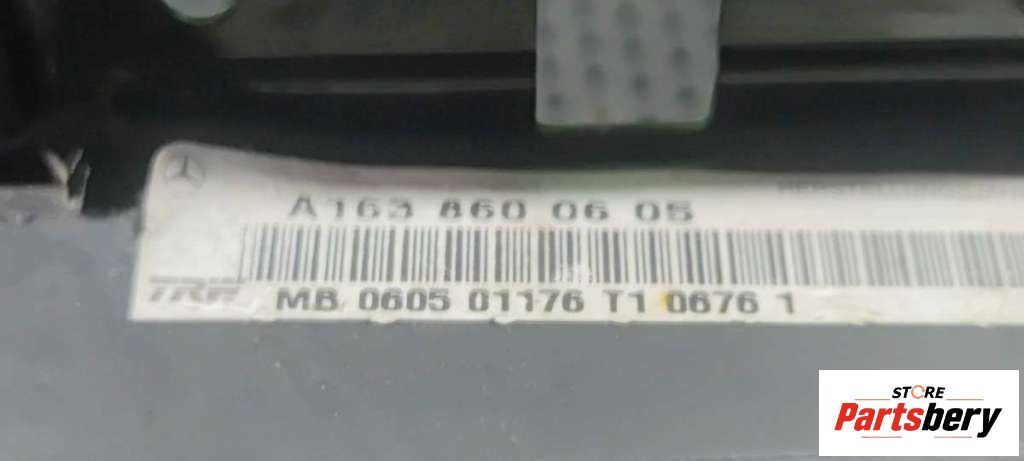 A163 860 06 05
TRW
MB 0605 01176 T1 0676 1
STORE
Partsbery